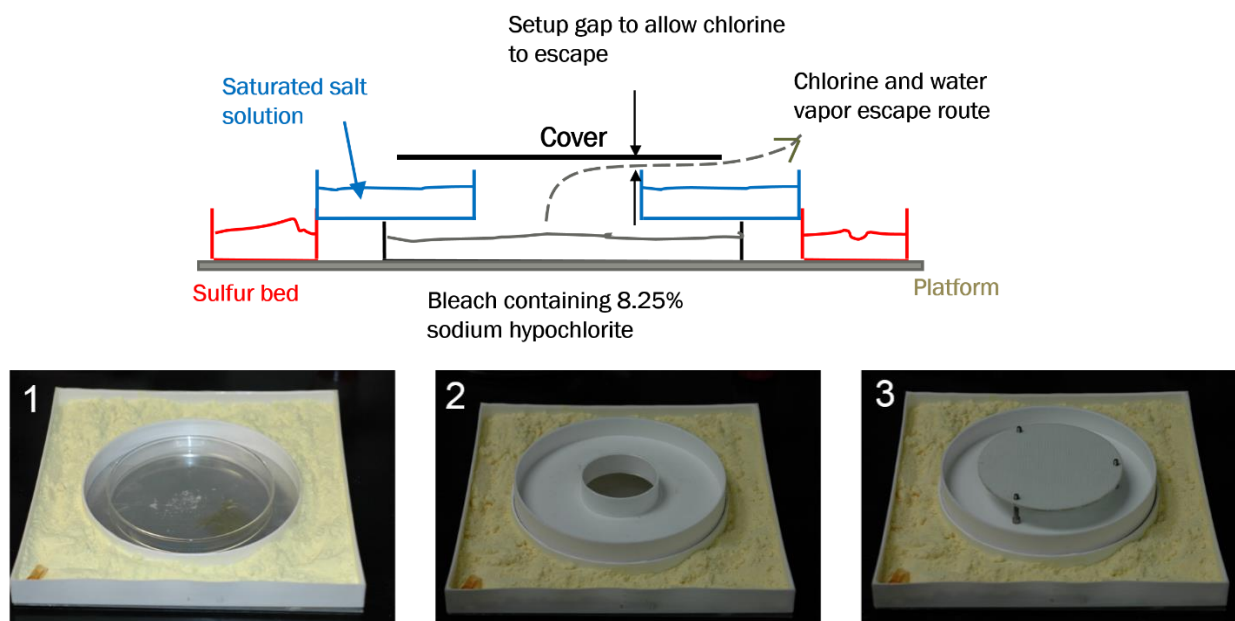 Setup gap to allow chlorine
to escape
Saturated salt
solution
Chlorine and water
vapor escape route
Cover
Sulfur bed
Bleach containing 8.25%
sodium hypochlorite
Platform
1
2
3